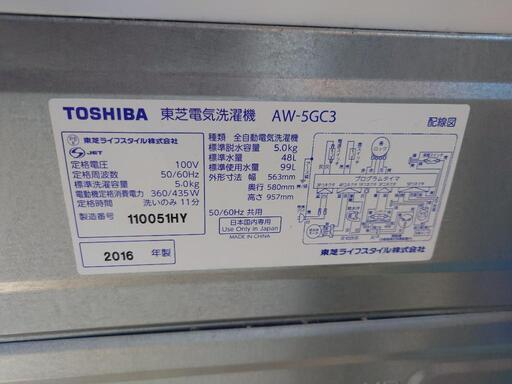 TOSHIBA 東芝電気洗濯機 AW-5GC3
配線図
東芝ライフスタイル株式会社
JET
定格電圧 100V
定格周波数 50/60Hz
標準洗濯容量 5.0kg
電動機定格消費電力 360/435W
定格時間 洗いのみ 11分
製造番号 110051HY
2016 年製
種類 全自動電気洗濯機
標準脱水容量 5.0kg
標準水量 48L
標準使用水量 99L
外形寸法 幅 563mm
奥行 580mm
高さ 957mm
50/60Hz 共用
日本国内専用
Use Only in Japan
MADE IN CHINA
プログラムタイマ
東芝ライフスタイル株式会社